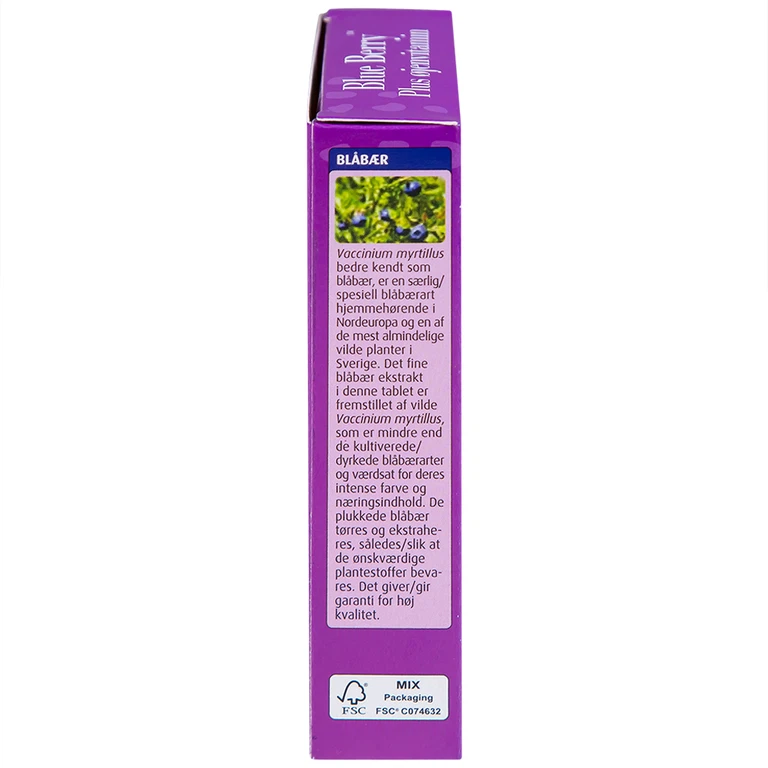 Blue Berry
Plus øjenvitamin
BLÅBÆR
Vaccinium myrtillus
bedre kendt som
blåbær, er en særlig/
spesiell blåbærart
hjemmehørende i
Nordeuropa og en af
de mest almindelige
vilde planter i
Sverige. Det fine
blåbær ekstrakt
i denne tablet er
fremstillet af vilde
Vaccinium myrtillus,
som er mindre end
de kultiverede/
dyrkede blåbærarter
og værdsat for deres
intense farve og
næringsindhold. De
plukkede blåbær
tørres og ekstrahe-
res, således/slik at
de ønskværdige
plantestoffer beva-
res. Det giver/gir
garanti for høj
kvalitet.
FSC®
MIX
Packaging
FSC® C074632